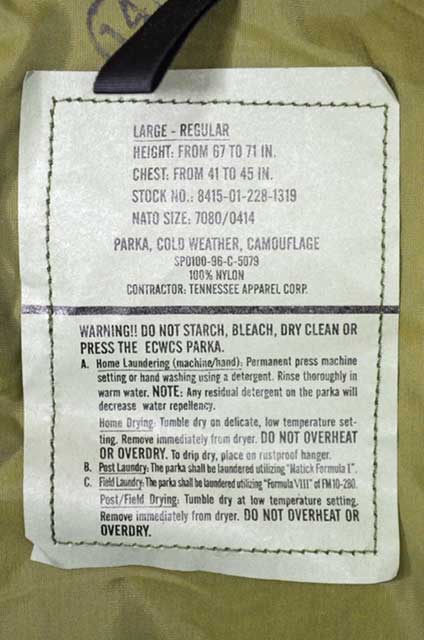 14
LARGE - REGULAR
HEIGHT: FROM 67 TO 71 IN.
CHEST: FROM 41 TO 45 IN.
STOCK NO.: 8415-01-228-1319
NATO SIZE: 7080/0414
PARKA, COLD WEATHER, CAMOUFLAGE
SPO100-96-C-5079
100% NYLON
CONTRACTOR: TENNESSEE APPAREL CORP.
WARNING!! DO NOT STARCH, BLEACH, DRY CLEAN OR
PRESS THE ECWCS PARKA.
A. Home Laundering (machine/hand): Permanent press machine
setting or hand washing using a detergent. Rinse thoroughly in
warm water. NOTE: Any residual detergent on the parka will
decrease water repellency.
Home Drying: Tumble dry on delicate, low temperature set-
ting. Remove immediately from dryer. DO NOT OVERHEAT
OR OVERDRY. To drip dry, place on rustproof hanger.
B. Post Laundry: The parka shall be laundered utilizing "Natick Formula I".
C. Field Laundry: The parka shall be laundered utilizing "Formula VIII" of FM 10-280.
Post/Field Drying: Tumble dry at low temperature setting.
Remove immediately from dryer. DO NOT OVERHEAT OR
OVERDRY.